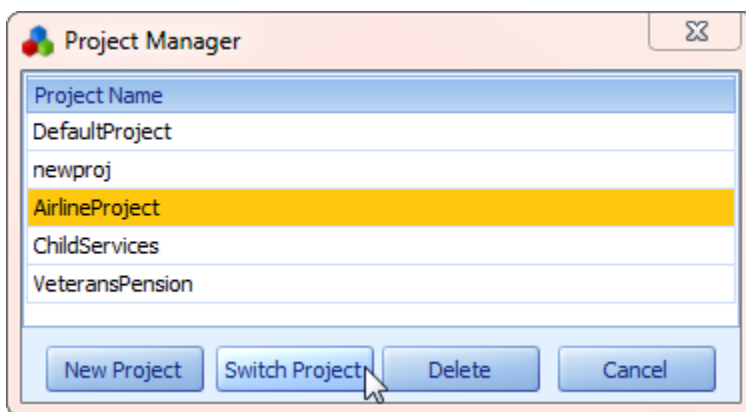 Project Manager
Project Name
DefaultProject
newproj
AirlineProject
ChildServices
VeteransPension
New Project Switch Project Delete Cancel